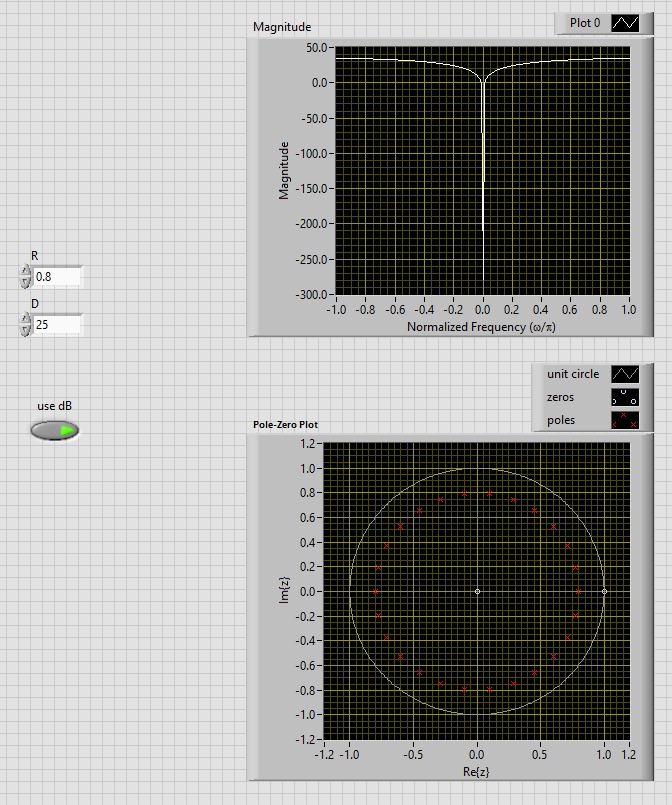 Magnitude
Plot 0
50.0
0.0
-50.0
-100.0
-150.0
-200.0
-250.0
-300.0
Magnitude
-1.0 -0.8 -0.6 -0.4 -0.2 0.0 0.2 0.4 0.6 0.8 1.0
Normalized Frequency (ω/π)
R
0.8
D
25
use dB
unit circle
zeros
poles
Pole-Zero Plot
1.2
1.0
0.8
0.6
0.4
0.2
0.0
-0.2
-0.4
-0.6
-0.8
-1.0
-1.2
Im{z}
-1.2 -1.0 -0.5 0.0 0.5 1.0 1.2
Re{z}